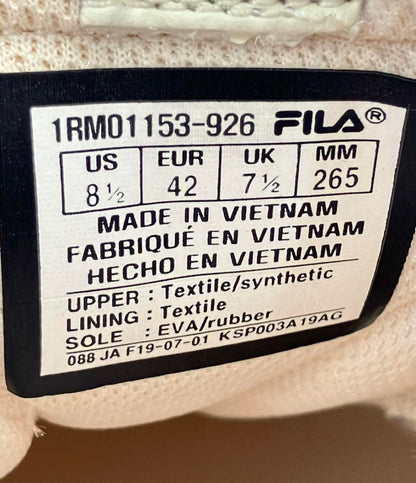 1RM01153-926 FILA®
US EUR UK MM
8½ 42 7½ 265
MADE IN VIETNAM
FABRIQUÉ EN VIETNAM
HECHO EN VIETNAM
UPPER : Textile/synthetic
LINING : Textile
SOLE : EVA/rubber
088 JA F19-07-01 KSP003A19AG